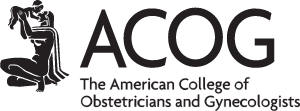 ACOG
The American College of
Obstetricians and Gynecologists